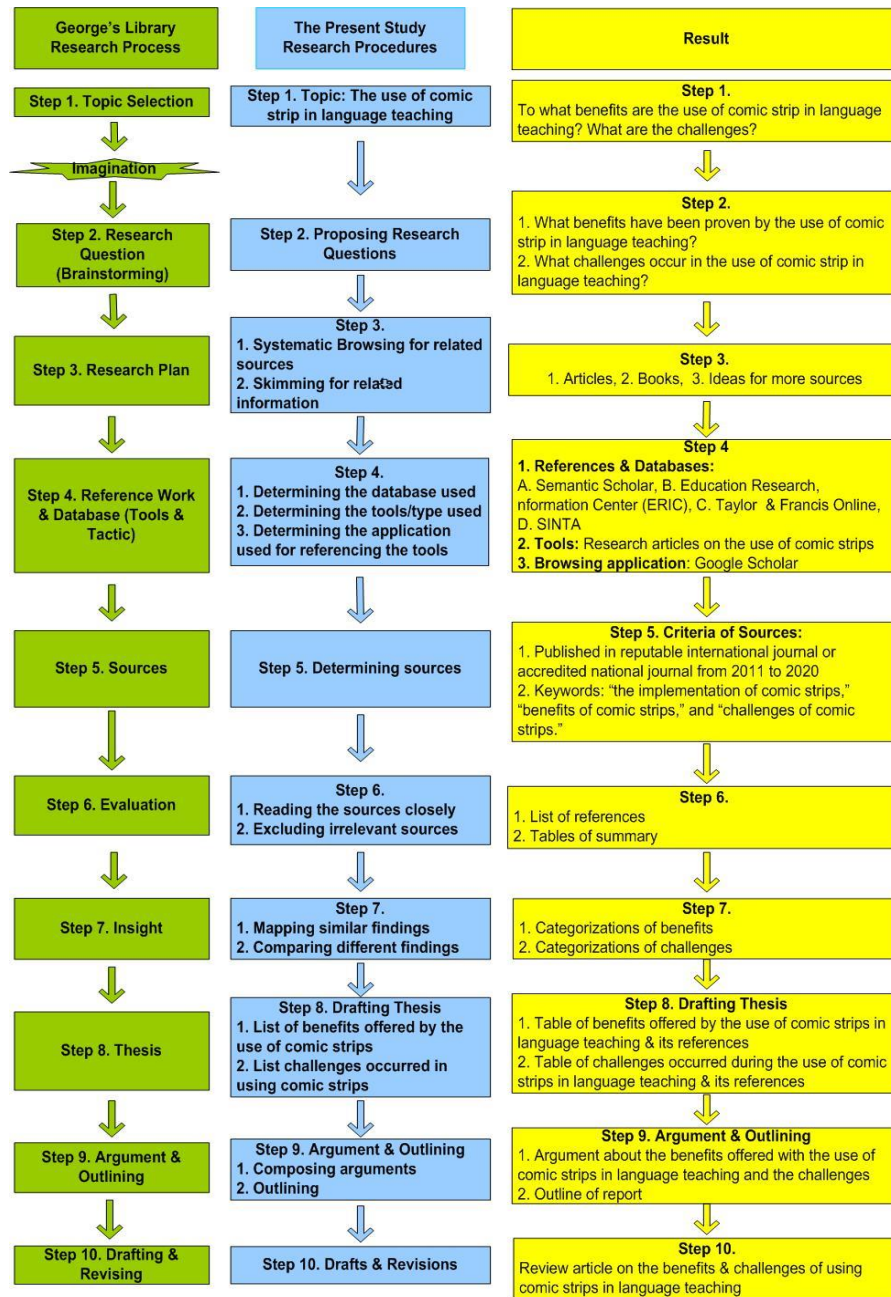 George's Library
Research Process
Step 1. Topic Selection
Imagination
Step 2. Research
Question
(Brainstorming)
Step 3. Research Plan
Step 4. Reference Work
& Database (Tools &
Tactic)
Step 5. Sources
Step 6. Evaluation
Step 7. Insight
Step 8. Thesis
Step 9. Argument &
Outlining
Step 10. Drafting &
Revising
The Present Study
Research Procedures
Step 1. Topic: The use of comic
strip in language teaching
Step 2. Proposing Research
Questions
Step 3.
1. Systematic Browsing for related
sources
2. Skimming for related
information
Step 4.
1. Determining the database used
2. Determining the tools/type used
3. Determining the application
used for referencing the tools
Step 5. Determining sources
Step 6.
1. Reading the sources closely
2. Excluding irrelevant sources
Step 7.
1. Mapping similar findings
2. Comparing different findings
Step 8. Drafting Thesis
1. List of benefits offered by the
use of comic strips
2. List challenges occurred in
using comic strips
Step 9. Argument & Outlining
1. Composing arguments
2. Outlining
Step 10. Drafts & Revisions
Result
Step 1.
To what benefits are the use of comic strip in language
teaching? What are the challenges?
Step 2.
1. What benefits have been proven by the use of comic
strip in language teaching?
2. What challenges occur in the use of comic strip in
language teaching?
Step 3.
1. Articles, 2. Books, 3. Ideas for more sources
Step 4
1. References & Databases:
A. Semantic Scholar, B. Education Research,
nformation Center (ERIC), C. Taylor & Francis Online,
D. SINTA
2. Tools: Research articles on the use of comic strips
3. Browsing application: Google Scholar
Step 5. Criteria of Sources:
1. Published in reputable international journal or
accredited national journal from 2011 to 2020
2. Keywords: “the implementation of comic strips,”
“benefits of comic strips,” and “challenges of comic
strips.”
Step 6.
1. List of references
2. Tables of summary
Step 7.
1. Categorizations of benefits
2. Categorizations of challenges
Step 8. Drafting Thesis
1. Table of benefits offered by the use of comic strips in
language teaching & its references
2. Table of challenges occurred during the use of comic
strips in language teaching & its references
Step 9. Argument & Outlining
1. Argument about the benefits offered with the use of
comic strips in language teaching and the challenges
2. Outline of report
Step 10.
Review article on the benefits & challenges of using
comic strips in language teaching